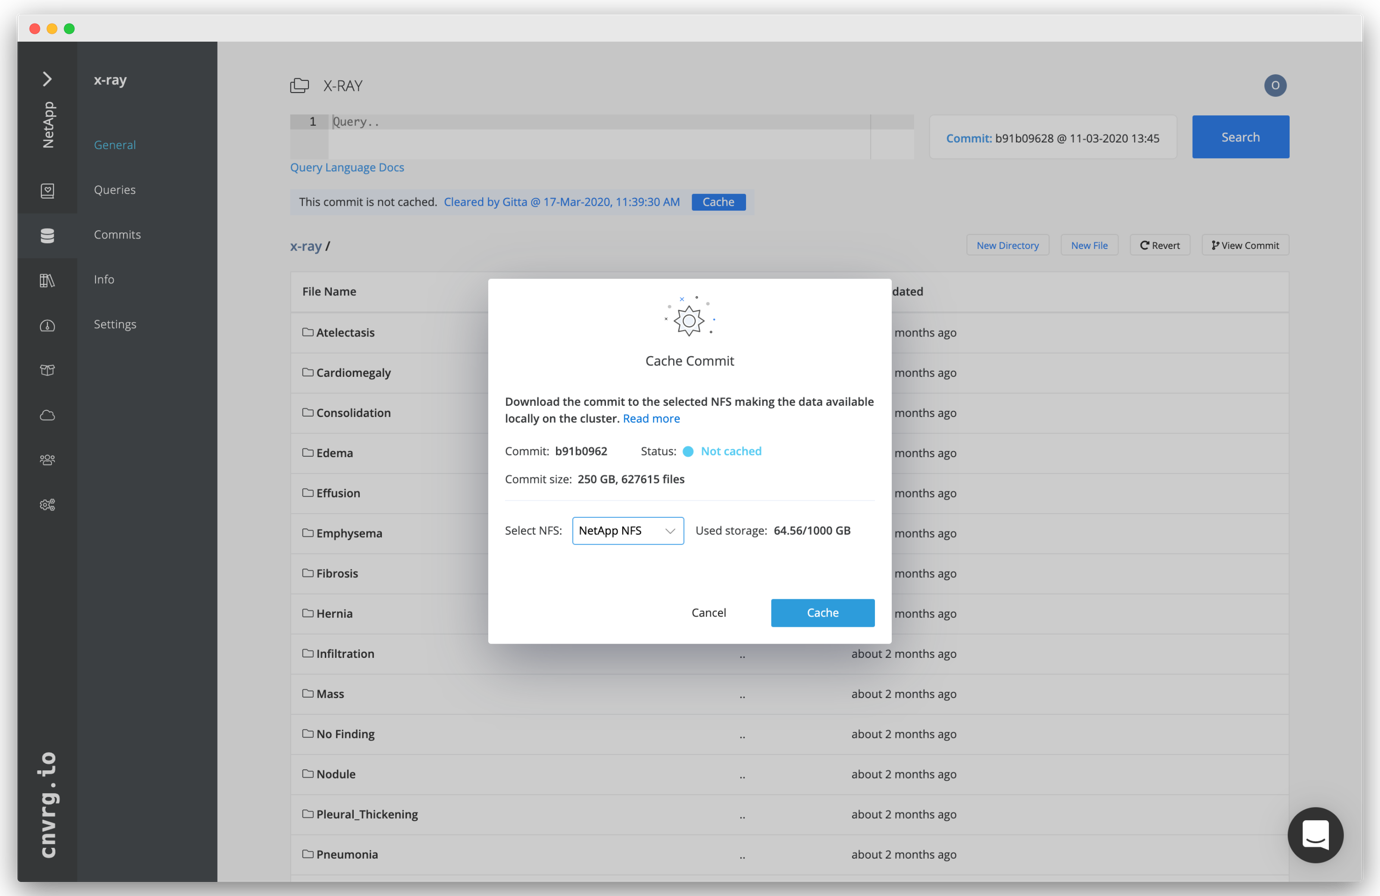 x-ray
NetApp
General
Queries
Commits
Info
Settings
cnvrg.io
X-RAY
O
1 Query..
Commit: b91b09628 @ 11-03-2020 13:45
Search
Query Language Docs
This commit is not cached. Cleared by Gitta @ 17-Mar-2020, 11:39:30 AM Cache
x-ray /
New Directory
New File
Revert
View Commit
File Name dated
Atelectasis months ago
Cardiomegaly months ago
Consolidation months ago
Edema months ago
Effusion months ago
Emphysema months ago
Fibrosis months ago
Hernia months ago
Infiltration .. about 2 months ago
Mass .. about 2 months ago
No Finding .. about 2 months ago
Nodule .. about 2 months ago
Pleural_Thickening .. about 2 months ago
Pneumonia .. about 2 months ago
Cache Commit
Download the commit to the selected NFS making the data available
locally on the cluster. Read more
Commit: b91b0962 Status: Not cached
Commit size: 250 GB, 627615 files
Select NFS: NetApp NFS Used storage: 64.56/1000 GB
Cancel Cache